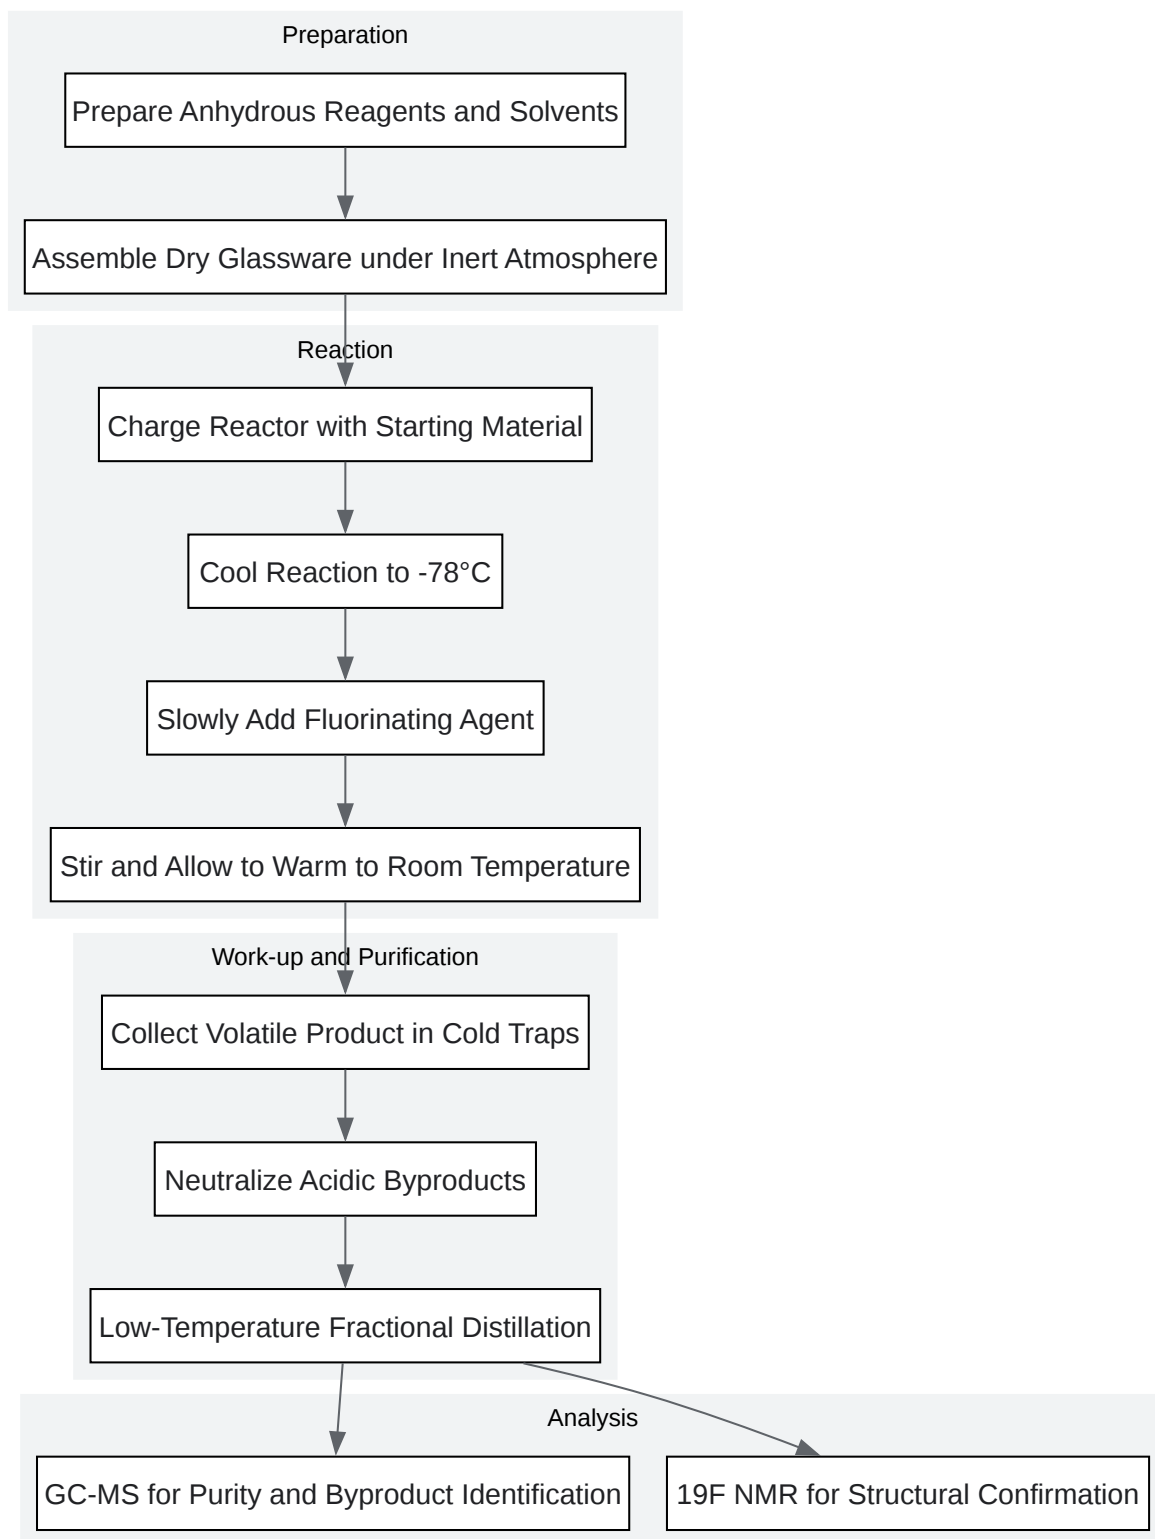 Preparation
Prepare Anhydrous Reagents and Solvents
Assemble Dry Glassware under Inert Atmosphere
Reaction
Charge Reactor with Starting Material
Cool Reaction to -78°C
Slowly Add Fluorinating Agent
Stir and Allow to Warm to Room Temperature
Work-up and Purification
Collect Volatile Product in Cold Traps
Neutralize Acidic Byproducts
Low-Temperature Fractional Distillation
Analysis
GC-MS for Purity and Byproduct Identification
19F NMR for Structural Confirmation